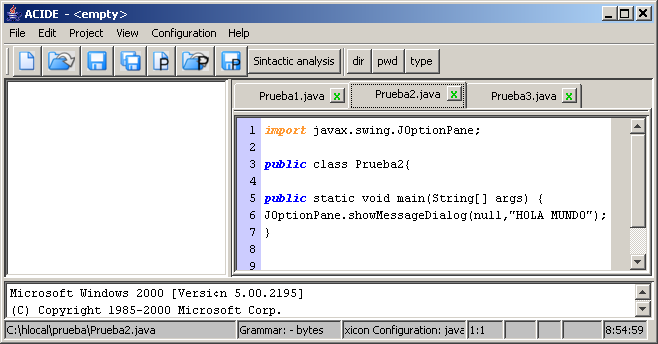 ACIDE - <empty>
File Edit Project View Configuration Help
P P P Sintactic analysis dir pwd type
Prueba1.java x Prueba2.java x Prueba3.java x
1 import javax.swing.JOptionPane;
2
3 public class Prueba2{
4
5 public static void main(String[] args) {
6 JOptionPane.showMessageDialog(null,"HOLA MUNDO");
7 }
8
9
Microsoft Windows 2000 [Versi¢n 5.00.2195]
(C) Copyright 1985-2000 Microsoft Corp.
C:\hlocal\prueba\Prueba2.java Grammar: - bytes xicon Configuration: java 1:1 8:54:59